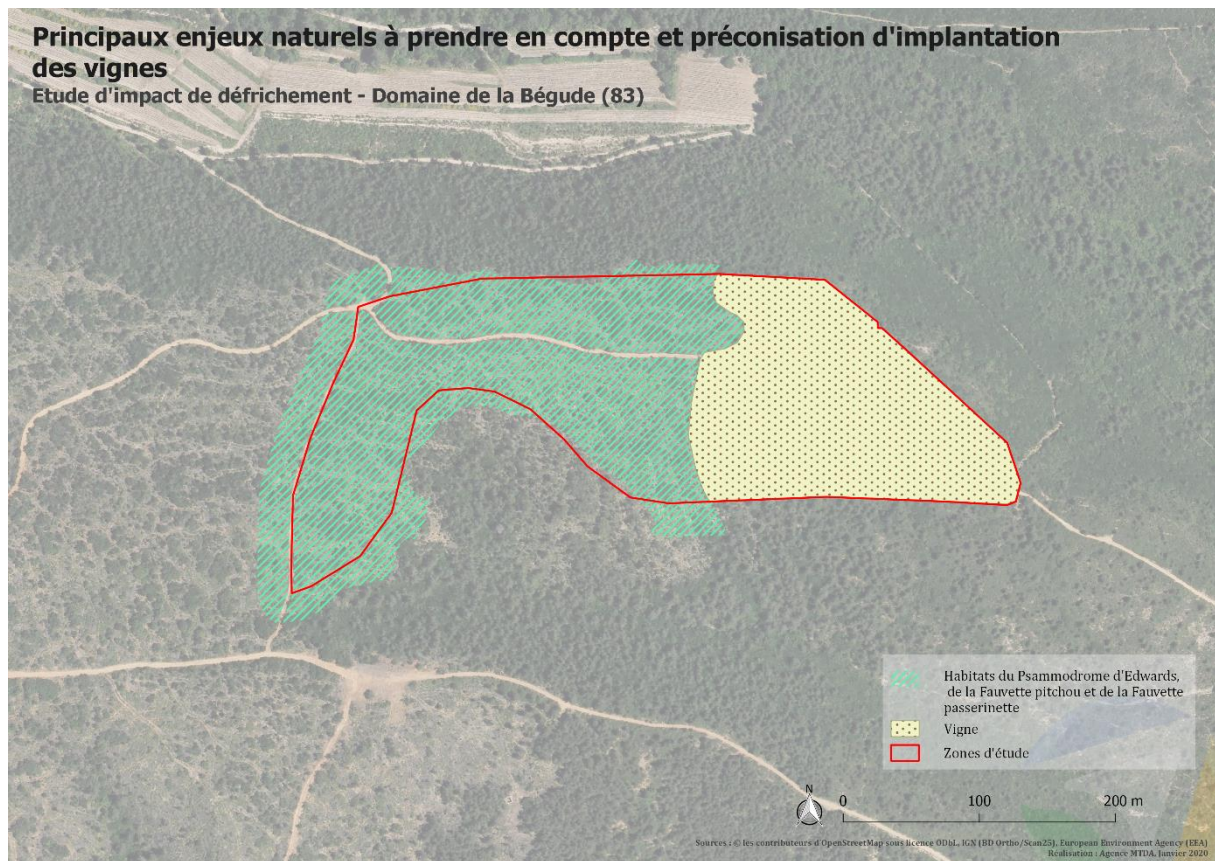 Principaux enjeux naturels à prendre en compte et préconisation d'implantation
des vignes
Etude d'impact de défrichement - Domaine de la Bégude (83)
Habitats du Psammodrome d'Edwards,
de la Fauvette pitchou et de la Fauvette
passerinette
Vigne
Zones d'étude
N
0 100 200 m
Sources : © les contributeurs d'OpenStreetMap sous licence ODbL, IGN (BD Ortho/Scan25), European Environment Agency (EEA)
Réalisation : Agence MTDA, Janvier 2020